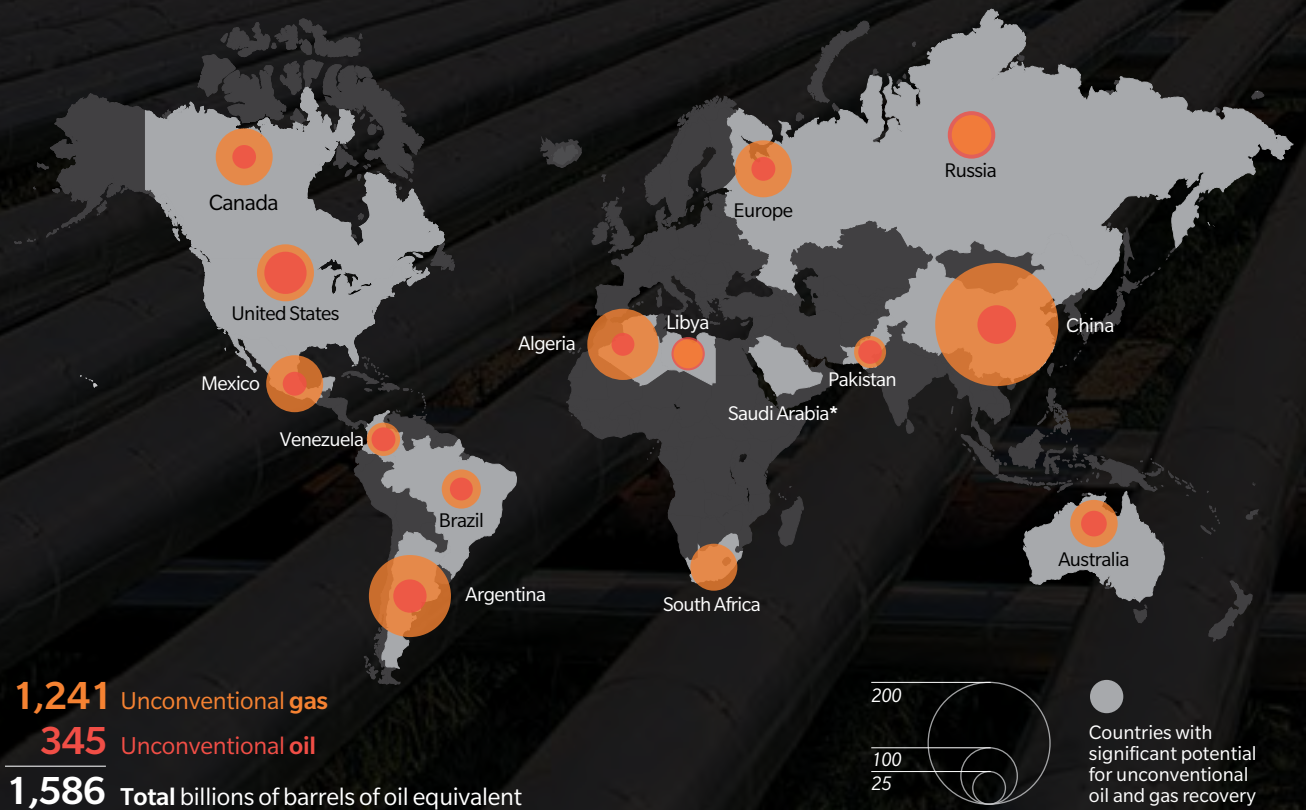 Canada
Russia
Europe
United States
Libya
China
Algeria
Mexico
Pakistan
Saudi Arabia*
Venezuela
Brazil
Australia
Argentina
South Africa
1,241 Unconventional gas
345 Unconventional oil
1,586 Total billions of barrels of oil equivalent
200
100
25
Countries with
significant potential
for unconventional
oil and gas recovery